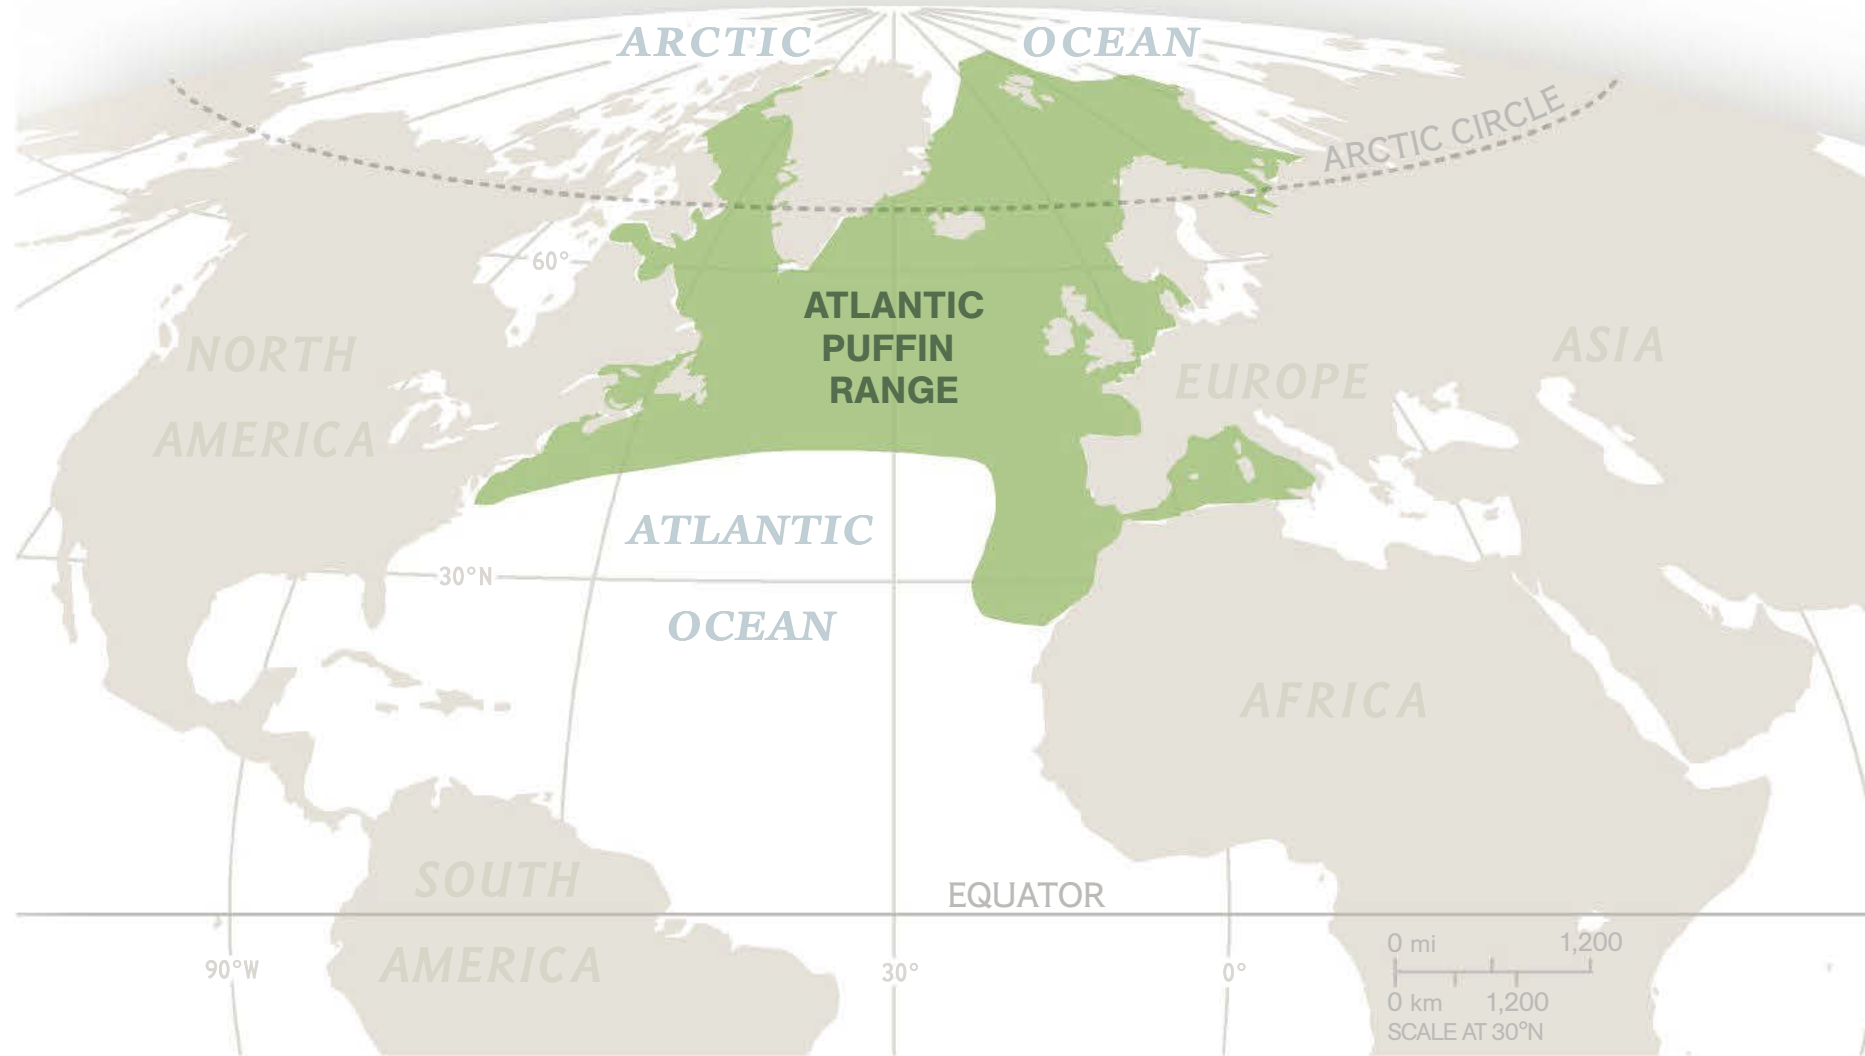 ARCTIC OCEAN
ARCTIC CIRCLE
60°
ATLANTIC
PUFFIN
RANGE
NORTH
AMERICA
EUROPE
ASIA
ATLANTIC
30°N
OCEAN
AFRICA
SOUTH
AMERICA
EQUATOR
90°W
30°
0°
0 mi 1,200
0 km 1,200
SCALE AT 30°N